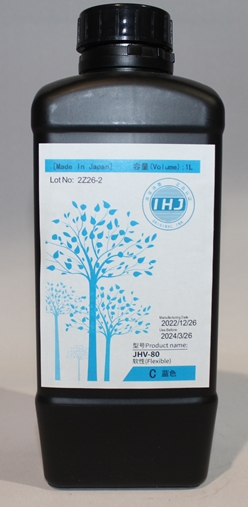 [Made in Japan] 容量(Volume):1L
Lot No: 2Z26-2
IHJ
Manufacturing Date
2022/12/26
Use Before
2024/3/26
型号Product name:
JHV-80
软性(Flexible)
C 蓝色